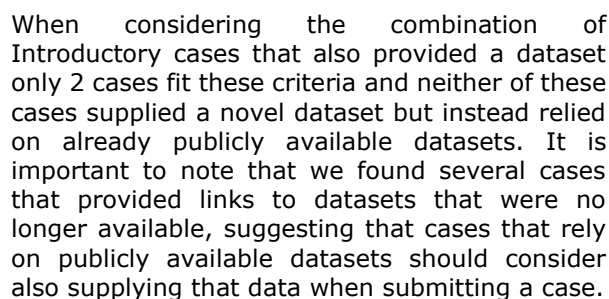 When considering the combination of
Introductory cases that also provided a dataset
only 2 cases fit these criteria and neither of these
cases supplied a novel dataset but instead relied
on already publicly available datasets. It is
important to note that we found several cases
that provided links to datasets that were no
longer available, suggesting that cases that rely
on publicly available datasets should consider
also supplying that data when submitting a case.